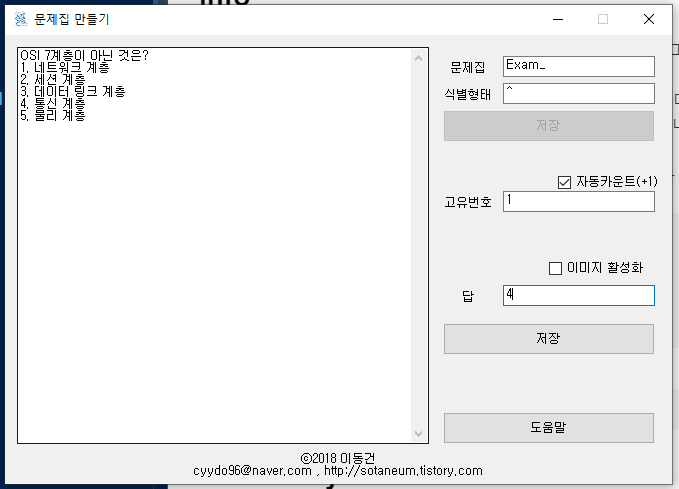 문제집 만들기
OSI 7계층이 아닌 것은?
1. 네트워크 계층
2. 세션 계층
3. 데이터 링크 계층
4. 통신 계층
5. 물리 계층
문제집 Exam_
식별형태 ^
저장
자동카운트(+1)
고유번호 1
이미지 활성화
답 4
저장
도움말
©2018 이동건
cyydo96@naver.com , http://sotaneum.tistory.com